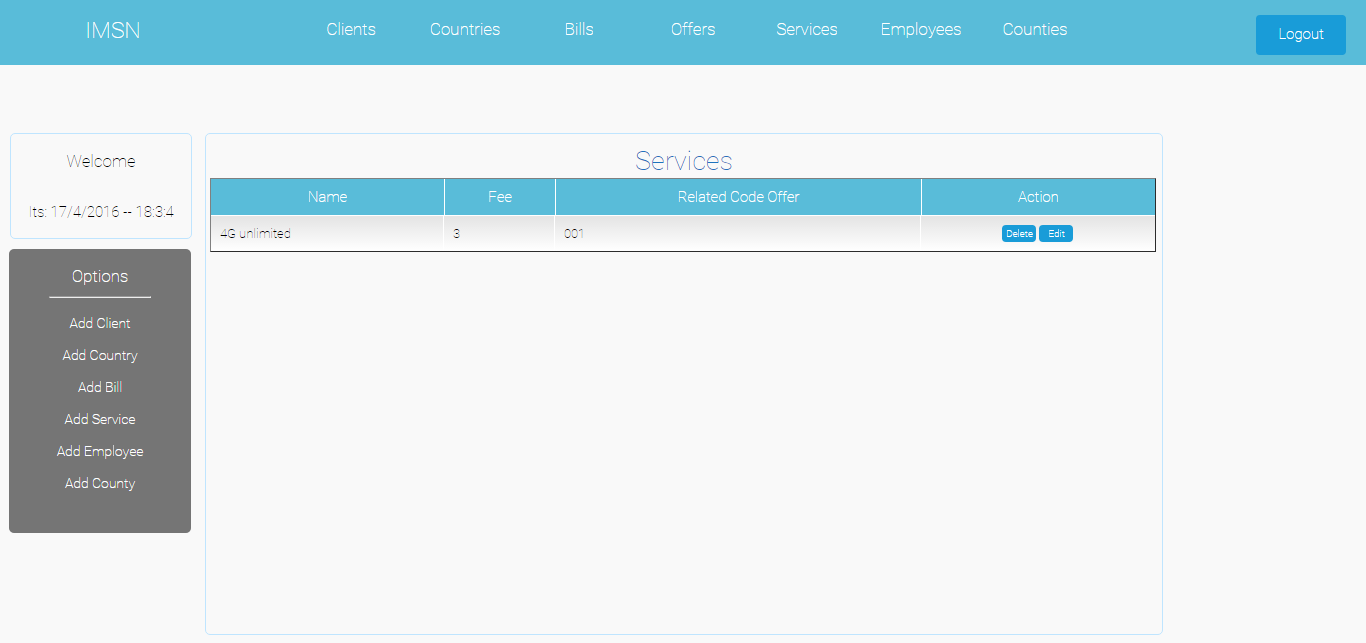 IMSN Clients Countries Bills Offers Services Employees Counties Logout
Welcome
Its: 17/4/2016 -- 18:3:4
Options
Add Client
Add Country
Add Bill
Add Service
Add Employee
Add County
Services
Name Fee Related Code Offer Action
4G unlimited 3 001 Delete Edit